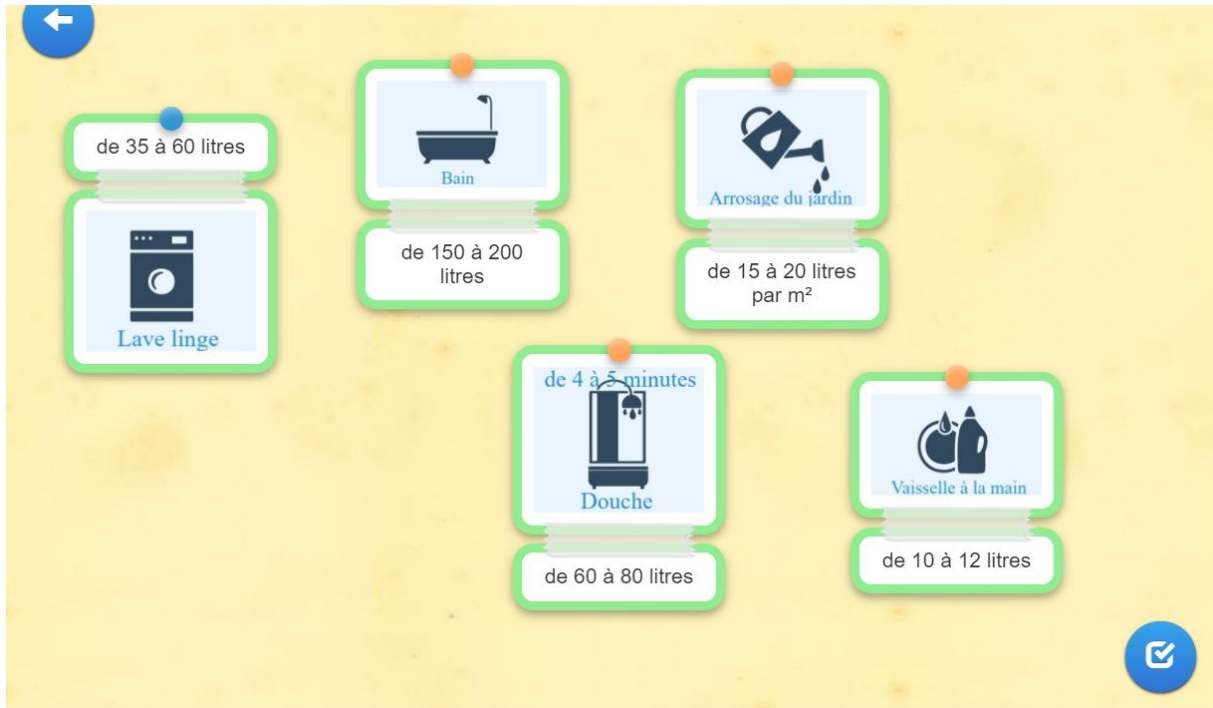 de 35 à 60 litres
Lave linge
Bain
de 150 à 200
litres
Arrosage du jardin
de 15 à 20 litres
par m²
de 4 à 5 minutes
Douche
de 60 à 80 litres
Vaisselle à la main
de 10 à 12 litres